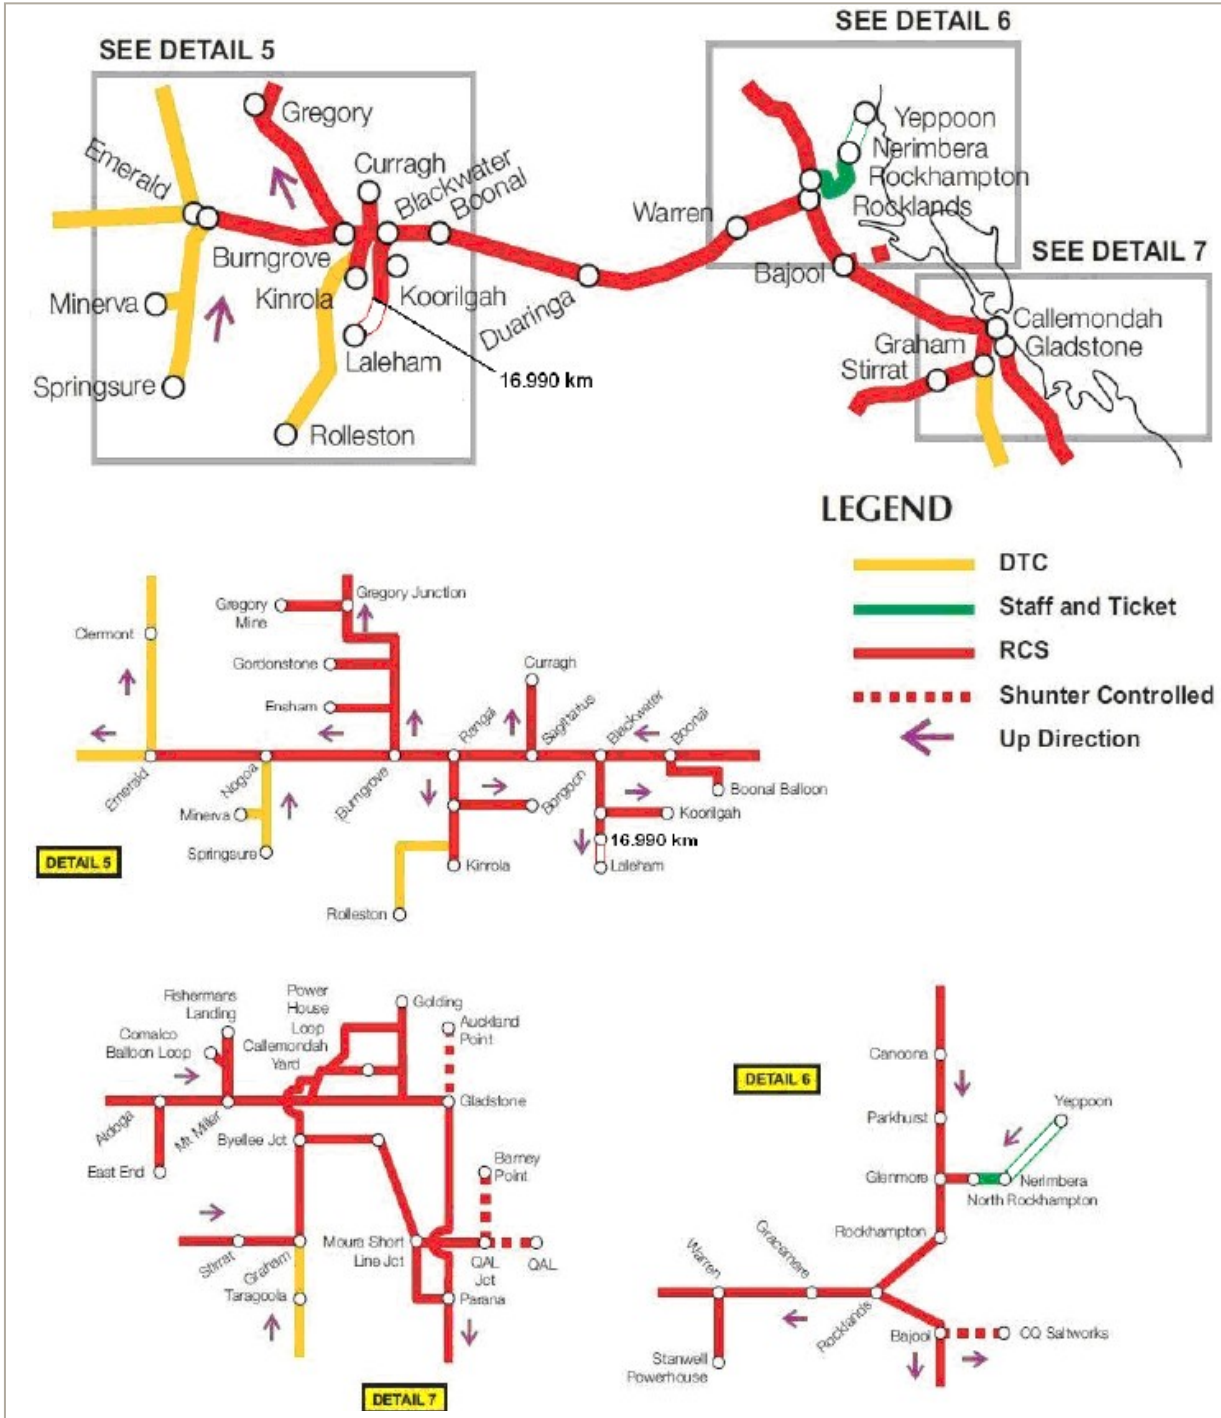 SEE DETAIL 5
SEE DETAIL 6
Gregory
Yeppoon
Nerimbera
Emerald
Curragh
Blackwater
Boonal
Rockhampton
Rocklands
Warren
SEE DETAIL 7
Burngrove
Bajool
Minerva
Kinrola
Koorilgah
Duaringa
Callemondah
Graham
Gladstone
Laleham
Stirrat
16.990 km
Springsure
Rolleston
LEGEND
DTC
Staff and Ticket
RCS
Shunter Controlled
Up Direction
Gregory Junction
Gregory
Mine
Clermont
Gordonstone
Curragh
Ensham
Rangal
Sagittatus
Blackwater
Boonal
Emerald
Nogoa
Burngrove
Borgoon
Boonal Balloon
Minerva
Koorilgah
16.990 km
Springsure
Kinrola
Laleham
DETAIL 5
Rolleston
Fishermans
Landing
Power
House
Loop
Golding
Comalco
Balloon Loop
Callemondah
Yard
Auckland
Point
Aldoga
Mt Miller
Gladstone
Byellee Jct
East End
Barney
Point
Stirrat
Graham
Moura Short
Line Jct
QAL
Jct
QAL
Taragoola
Parana
DETAIL 7
Canoona
DETAIL 6
Parkhurst
Yeppoon
Glenmore
Nerimbera
North Rockhampton
Rockhampton
Warren
Gracemere
Rocklands
Bajool
CQ Saltworks
Stanwell
Powerhouse